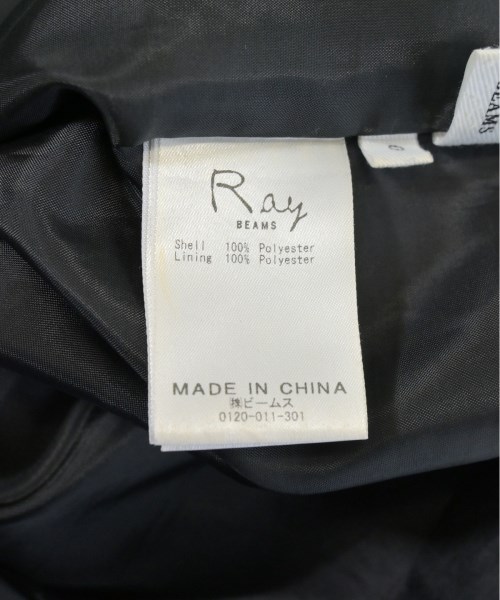 Ray
BEAMS
Shell 100% Polyester
Lining 100% Polyester
MADE IN CHINA
㈱ビームス
0120-011-301
BEAMS